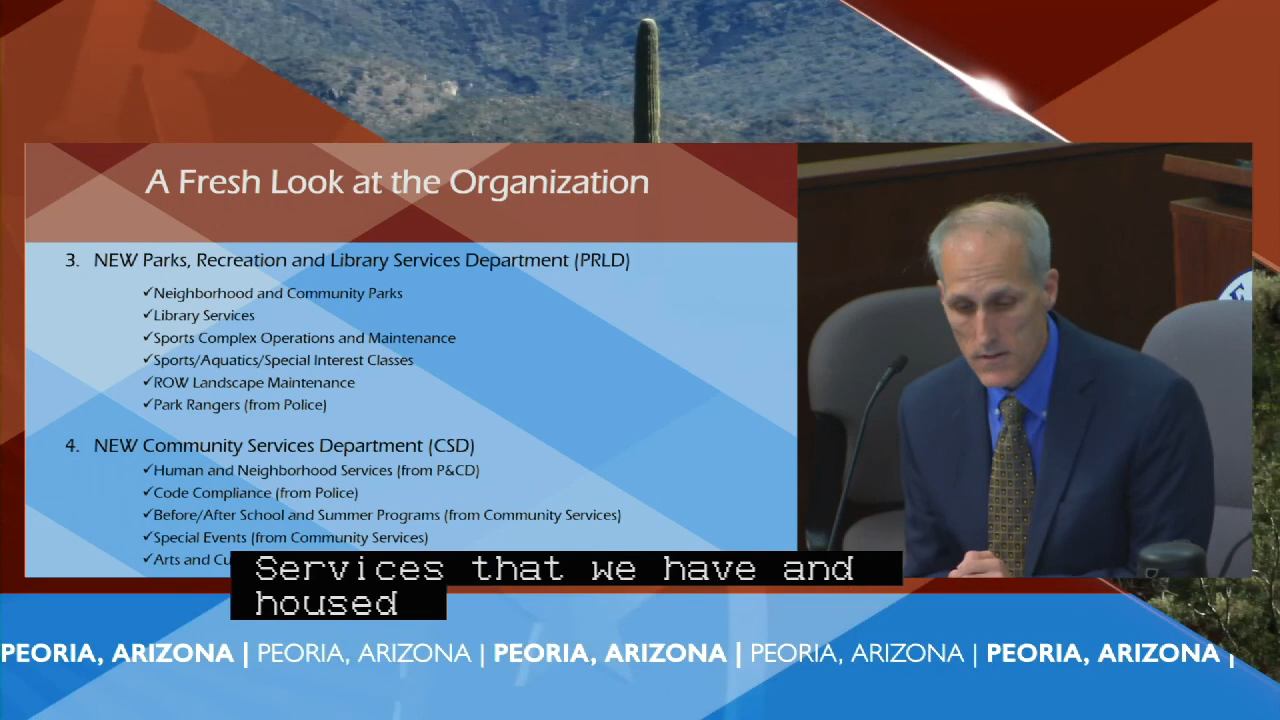 A Fresh Look at the Organization
3. NEW Parks, Recreation and Library Services Department (PRLD)
✓Neighborhood and Community Parks
✓Library Services
✓Sports Complex Operations and Maintenance
✓Sports/Aquatics/Special Interest Classes
✓ROW Landscape Maintenance
✓Park Rangers (from Police)
4. NEW Community Services Department (CSD)
✓Human and Neighborhood Services (from P&CD)
✓Code Compliance (from Police)
✓Before/After School and Summer Programs (from Community Services)
✓Special Events (from Community Services)
✓Arts and
Services that we have and
housed
PEORIA, ARIZONA | PEORIA, ARIZONA | PEORIA, ARIZONA | PEORIA, ARIZONA | PEORIA, ARIZONA |